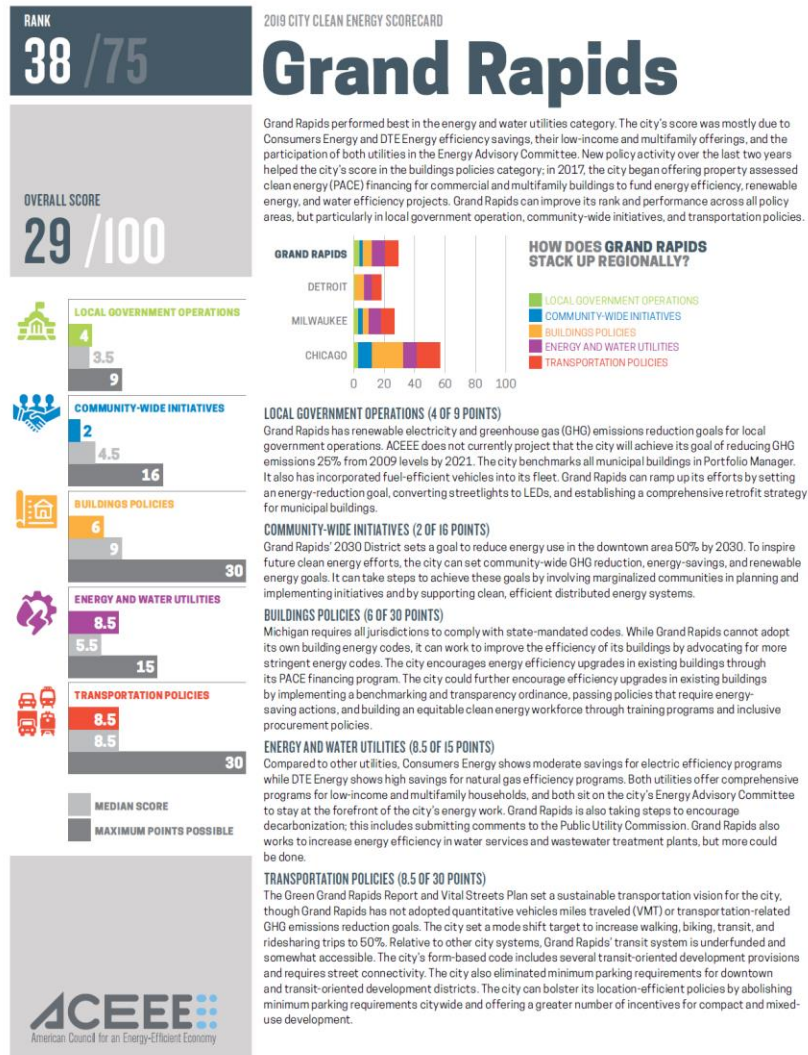 RANK
38 /75
OVERALL SCORE
29 /100
2019 CITY CLEAN ENERGY SCORECARD
Grand Rapids
Grand Rapids performed best in the energy and water utilities category. The city's score was mostly due to
Consumers Energy and DTE Energy efficiency savings, their low-income and multifamily offerings, and the
participation of both utilities in the Energy Advisory Committee. New policy activity over the last two years
helped the city's score in the buildings policies category; in 2017, the city began offering property assessed
clean energy (PACE) financing for commercial and multifamily buildings to fund energy efficiency, renewable
energy, and water efficiency projects. Grand Rapids can improve its rank and performance across all policy
areas, but particularly in local government operation, community-wide initiatives, and transportation policies.
GRAND RAPIDS
DETROIT
MILWAUKEE
CHICAGO
0 20 40 60 80 100
HOW DOES GRAND RAPIDS
STACK UP REGIONALLY?
LOCAL GOVERNMENT OPERATIONS
COMMUNITY-WIDE INITIATIVES
BUILDINGS POLICIES
ENERGY AND WATER UTILITIES
TRANSPORTATION POLICIES
LOCAL GOVERNMENT OPERATIONS
4
3.5
9
COMMUNITY-WIDE INITIATIVES
2
4.5
16
BUILDINGS POLICIES
6
9
30
ENERGY AND WATER UTILITIES
8.5
5.5
15
TRANSPORTATION POLICIES
8.5
8.5
30
MEDIAN SCORE
MAXIMUM POINTS POSSIBLE
LOCAL GOVERNMENT OPERATIONS (4 OF 9 POINTS)
Grand Rapids has renewable electricity and greenhouse gas (GHG) emissions reduction goals for local
government operations. ACEEE does not currently project that the city will achieve its goal of reducing GHG
emissions 25% from 2009 levels by 2021. The city benchmarks all municipal buildings in Portfolio Manager.
It also has incorporated fuel-efficient vehicles into its fleet. Grand Rapids can ramp up its efforts by setting
an energy-reduction goal, converting streetlights to LEDs, and establishing a comprehensive retrofit strategy
for municipal buildings.
COMMUNITY-WIDE INITIATIVES (2 OF 16 POINTS)
Grand Rapids' 2030 District sets a goal to reduce energy use in the downtown area 50% by 2030. To inspire
future clean energy efforts, the city can set community-wide GHG reduction, energy-savings, and renewable
energy goals. It can take steps to achieve these goals by involving marginalized communities in planning and
implementing initiatives and by supporting clean, efficient distributed energy systems.
BUILDINGS POLICIES (6 OF 30 POINTS)
Michigan requires all jurisdictions to comply with state-mandated codes. While Grand Rapids cannot adopt
its own building energy codes, it can work to improve the efficiency of its buildings by advocating for more
stringent energy codes. The city encourages energy efficiency upgrades in existing buildings through
its PACE financing program. The city could further encourage efficiency upgrades in existing buildings
by implementing a benchmarking and transparency ordinance, passing policies that require energy-
saving actions, and building an equitable clean energy workforce through training programs and inclusive
procurement policies.
ENERGY AND WATER UTILITIES (8.5 OF 15 POINTS)
Compared to other utilities, Consumers Energy shows moderate savings for electric efficiency programs
while DTE Energy shows high savings for natural gas efficiency programs. Both utilities offer comprehensive
programs for low-income and multifamily households, and both sit on the city's Energy Advisory Committee
to stay at the forefront of the city's energy work. Grand Rapids is also taking steps to encourage
decarbonization; this includes submitting comments to the Public Utility Commission. Grand Rapids also
works to increase energy efficiency in water services and wastewater treatment plants, but more could
be done.
TRANSPORTATION POLICIES (8.5 OF 30 POINTS)
The Green Grand Rapids Report and Vital Streets Plan set a sustainable transportation vision for the city,
though Grand Rapids has not adopted quantitative vehicles miles traveled (VMT) or transportation-related
GHG emissions reduction goals. The city set a mode shift target to increase walking, biking, transit, and
ridesharing trips to 50%. Relative to other city systems, Grand Rapids' transit system is underfunded and
somewhat accessible. The city's form-based code includes several transit-oriented development provisions
and requires street connectivity. The city also eliminated minimum parking requirements for downtown
and transit-oriented development districts. The city can bolster its location-efficient policies by abolishing
minimum parking requirements citywide and offering a greater number of incentives for compact and mixed-
use development.
ACEEE
American Council for an Energy-Efficient Economy